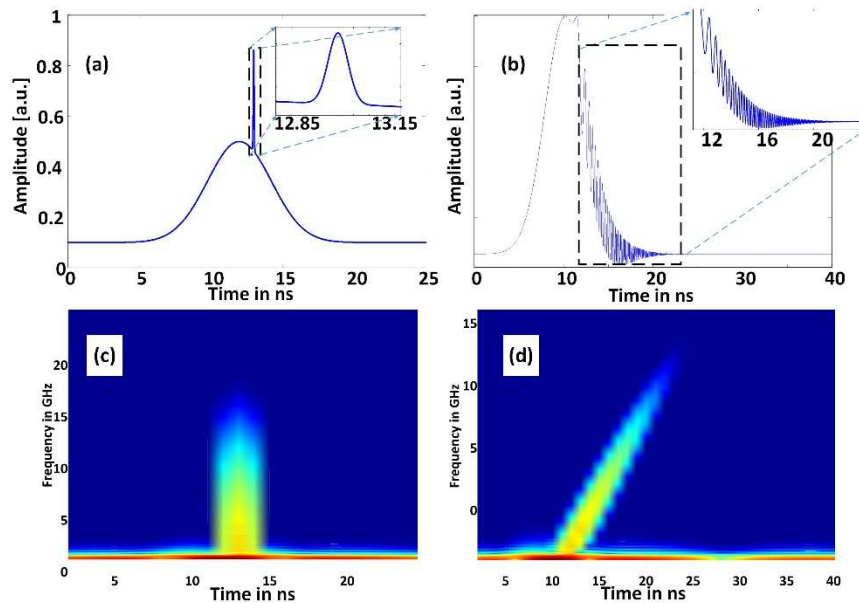 (a)
Amplitude [a.u.]
1
0.8
0.6
0.4
0.2
0
0 5 10 15 20 25
Time in ns
12.85 13.15
(b)
Amplitude [a.u.]
0 10 20 30 40
Time in ns
12 16 20
(c)
Frequency in GHz
20
15
10
5
0
5 10 15 20
Time in ns
(d)
Frequency in GHz
15
10
5
0
5 10 15 20 25 30 35 40
Time in ns